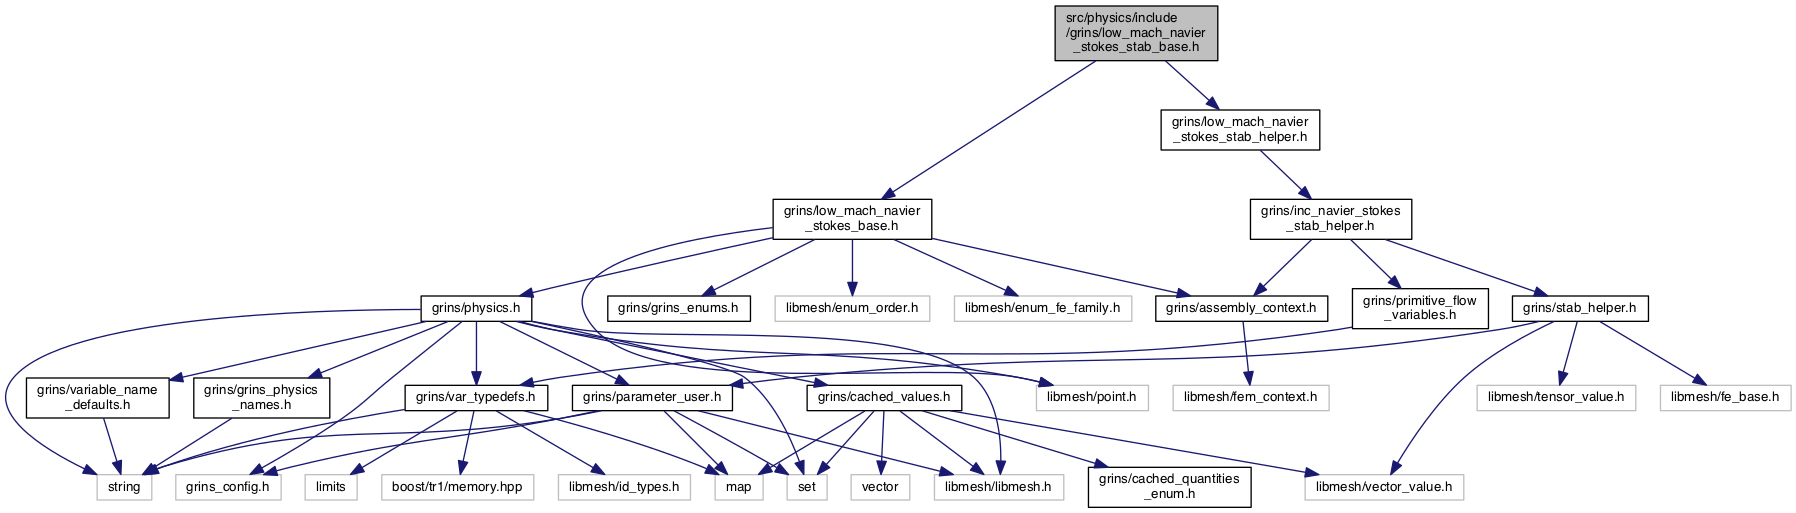 src/physics/include
/grins/low_mach_navier
_stokes_stab_base.h
grins/low_mach_navier
_stokes_stab_helper.h
grins/low_mach_navier
_stokes_base.h
grins/inc_navier_stokes
_stab_helper.h
grins/physics.h
grins/grins_enums.h
libmesh/enum_order.h
libmesh/enum_fe_family.h
grins/assembly_context.h
grins/primitive_flow
_variables.h
grins/stab_helper.h
grins/variable_name
_defaults.h
grins/grins_physics
_names.h
grins/var_typedefs.h
grins/parameter_user.h
grins/cached_values.h
libmesh/point.h
libmesh/fem_context.h
libmesh/tensor_value.h
libmesh/fe_base.h
string
grins_config.h
limits
boost/tr1/memory.hpp
libmesh/id_types.h
map
set
vector
libmesh/libmesh.h
grins/cached_quantities
_enum.h
libmesh/vector_value.h